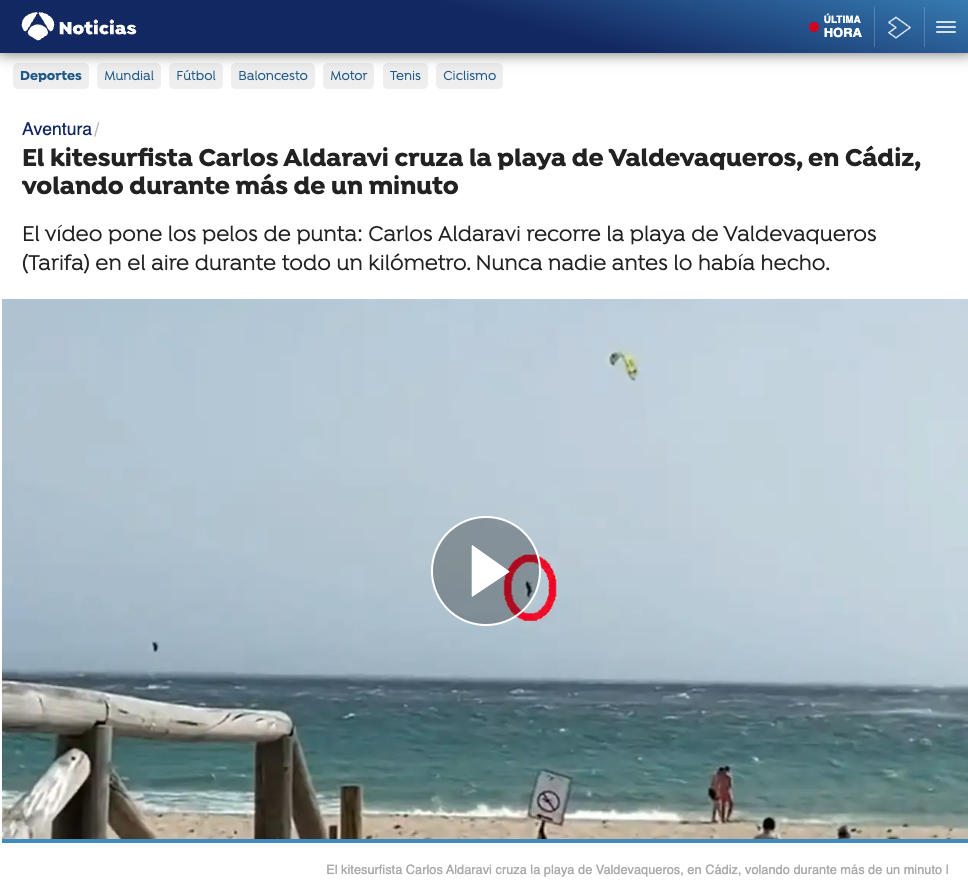 Noticias
ÚLTIMA
HORA
Deportes Mundial Fútbol Baloncesto Motor Tenis Ciclismo
Aventura/
El kitesurfista Carlos Aldaravi cruza la playa de Valdevaqueros, en Cádiz,
volando durante más de un minuto
El vídeo pone los pelos de punta: Carlos Aldaravi recorre la playa de Valdevaqueros
(Tarifa) en el aire durante todo un kilómetro. Nunca nadie antes lo había hecho.
El kitesurfista Carlos Aldaravi cruza la playa de Valdevaqueros, en Cádiz, volando durante más de un minuto |